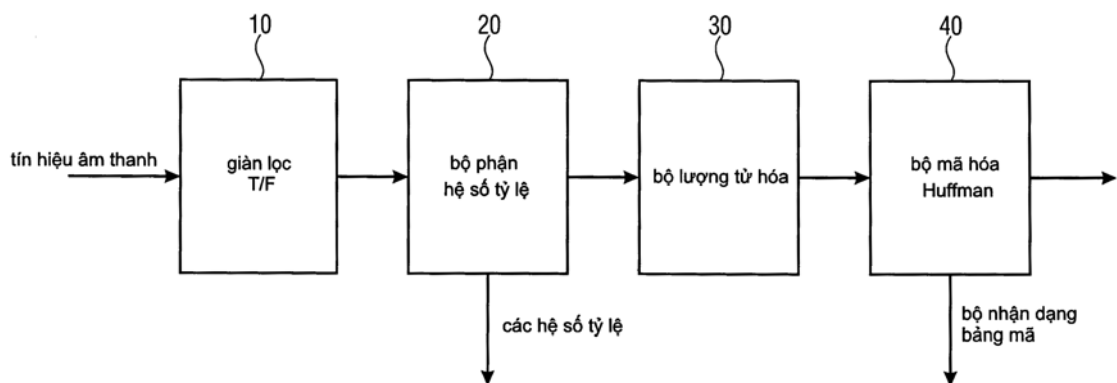 10
20
30
40
tín hiệu âm thanh
giàn lọc
T/F
bộ phận
hệ số tỷ lệ
bộ lượng tử hóa
bộ mã hóa
Huffman
các hệ số tỷ lệ
bộ nhận dạng
bảng mã